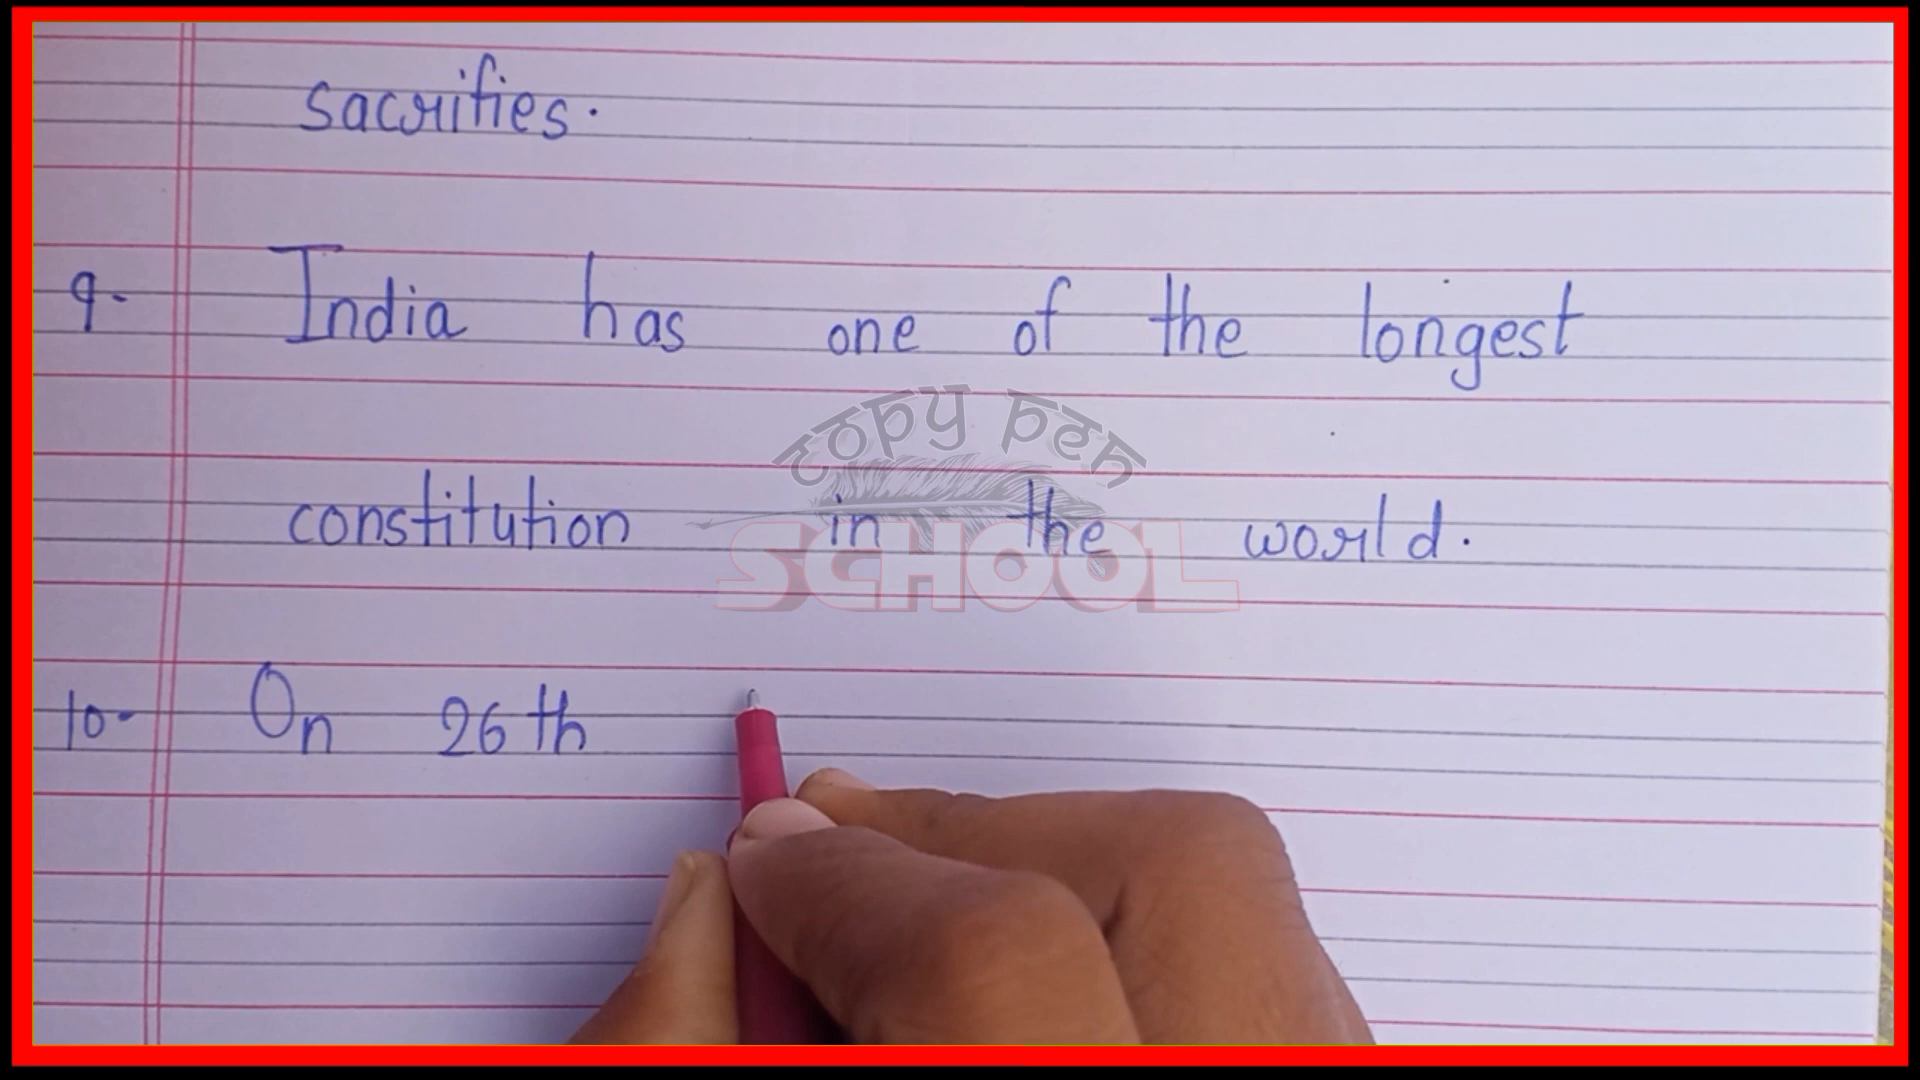 sacrifies.
9- India has one of the longest
copy pen
constitution in the world.
SCHOOL
10- On 26th